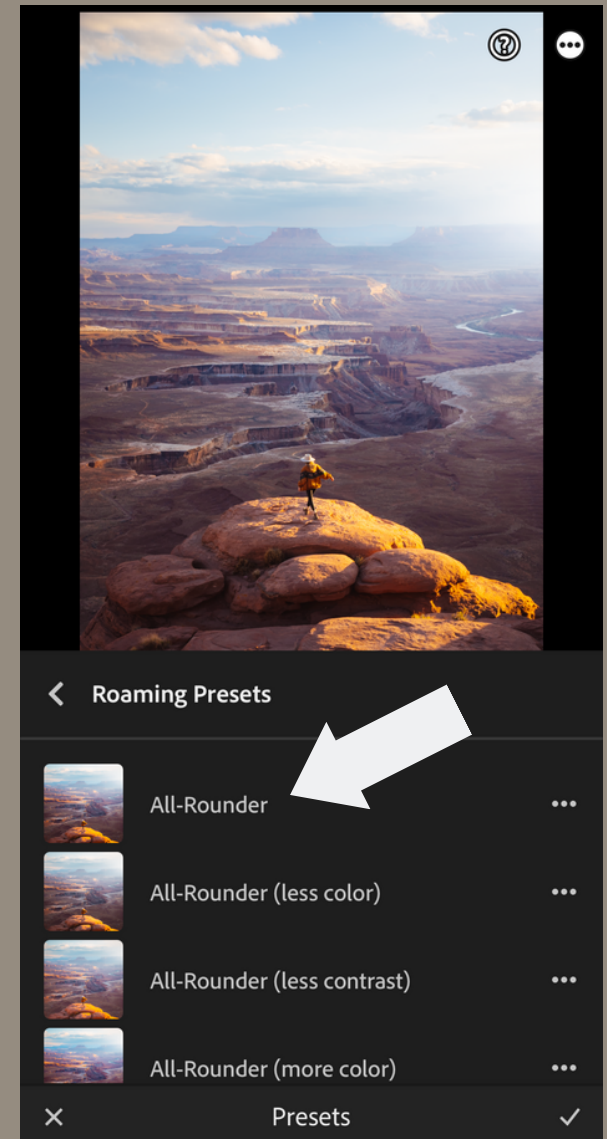 Roaming Presets
All-Rounder
All-Rounder (less color)
All-Rounder (less contrast)
All-Rounder (more color)
Presets